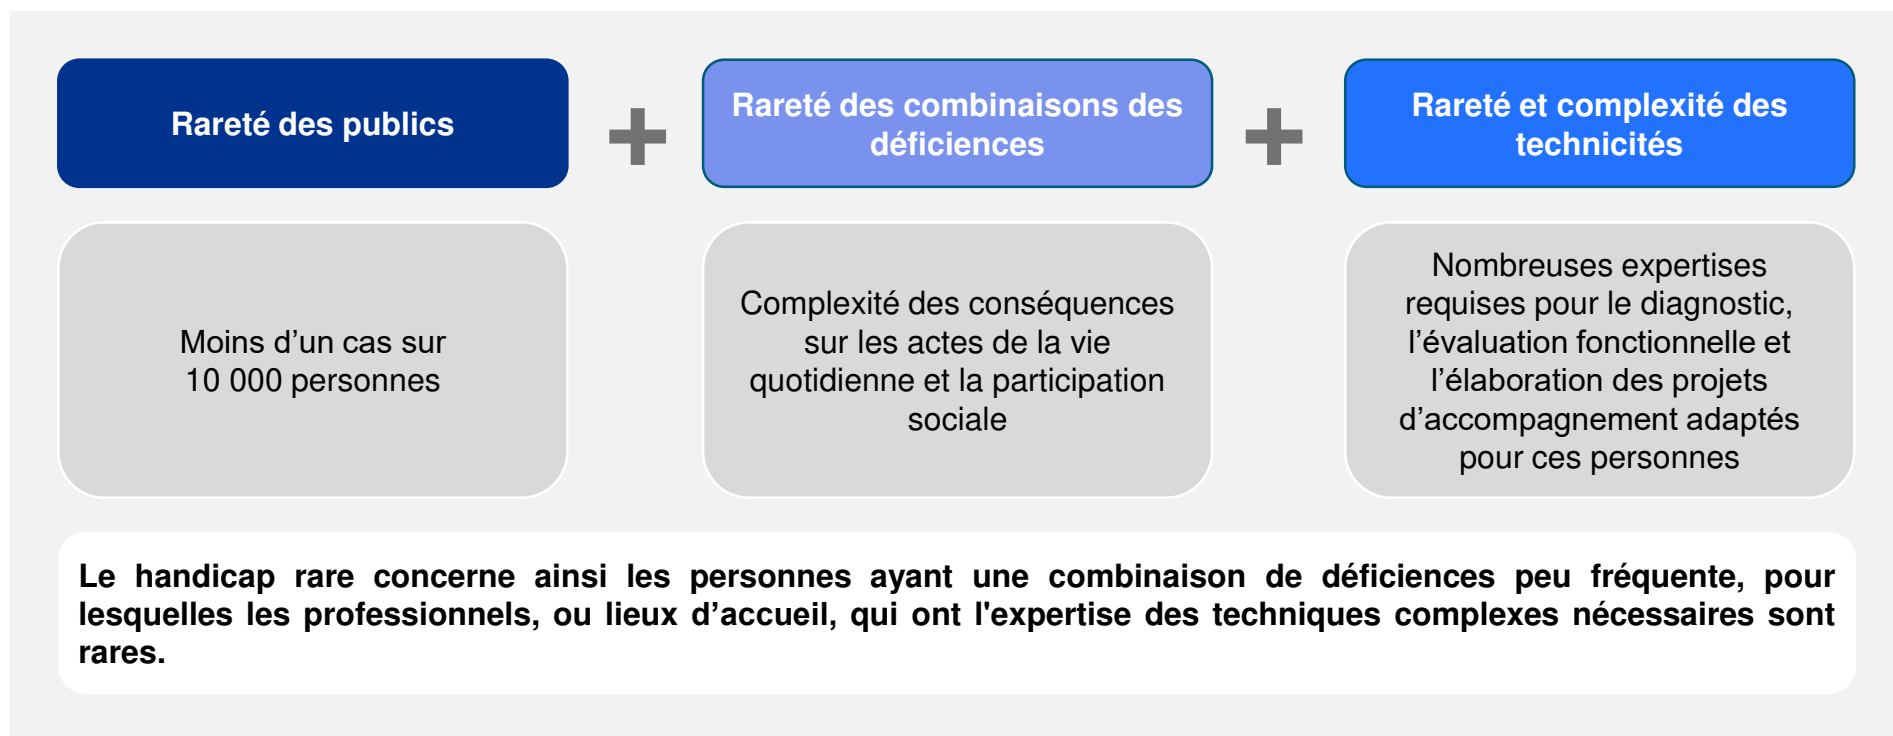 Rareté des publics
Rareté des combinaisons des
déficiences
Rareté et complexité des
technicités
Moins d’un cas sur
10 000 personnes
Complexité des conséquences
sur les actes de la vie
quotidienne et la participation
sociale
Nombreuses expertises
requises pour le diagnostic,
l’évaluation fonctionnelle et
l’élaboration des projets
d’accompagnement adaptés
pour ces personnes
Le handicap rare concerne ainsi les personnes ayant une combinaison de déficiences peu fréquente, pour
lesquelles les professionnels, ou lieux d’accueil, qui ont l'expertise des techniques complexes nécessaires sont
rares.